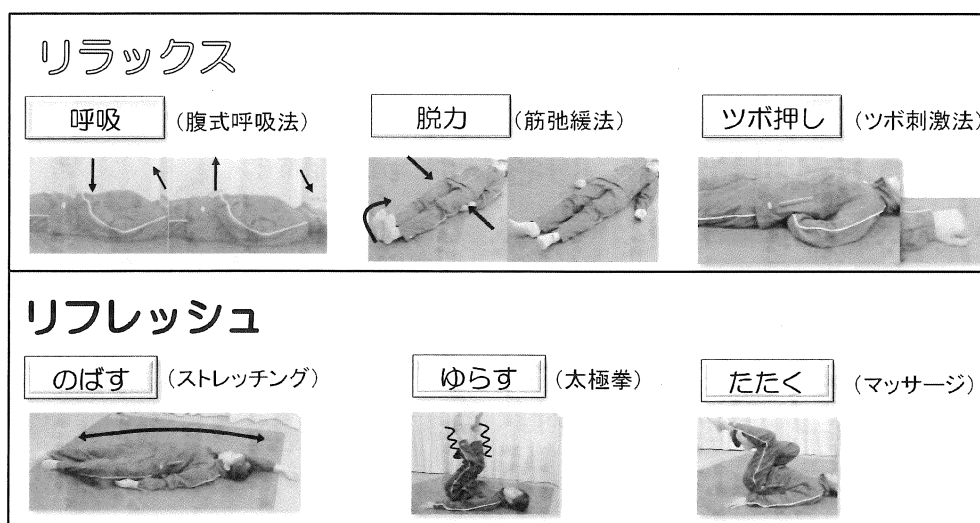 リラックス
呼吸 (腹式呼吸法) 脱力 (筋弛緩法) ツボ押し (ツボ刺激法)
リフレッシュ
のばす (ストレッチング) ゆらす (太極拳) たたく (マッサージ)